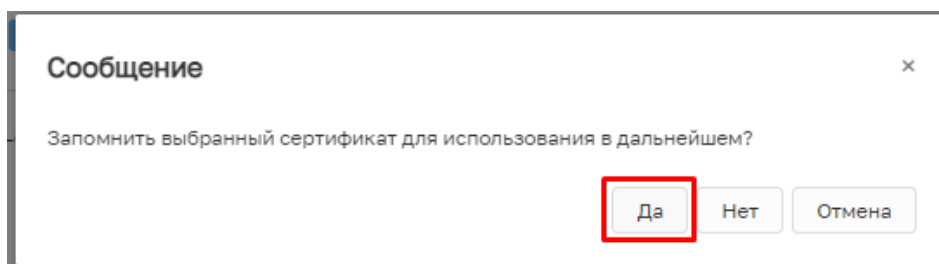 Сообщение
Запомнить выбранный сертификат для использования в дальнейшем?
Да Нет Отмена